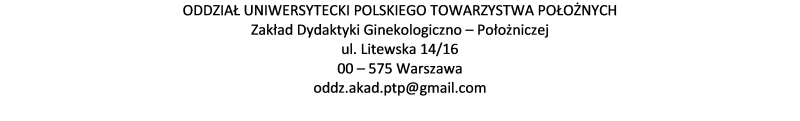 ODDZIAŁ UNIWERSYTECKI POLSKIEGO TOWARZYSTWA POŁOŻNYCH
Zakład Dydaktyki Ginekologiczno – Położniczej
ul. Litewska 14/16
00 – 575 Warszawa
oddz.akad.ptp@gmail.com